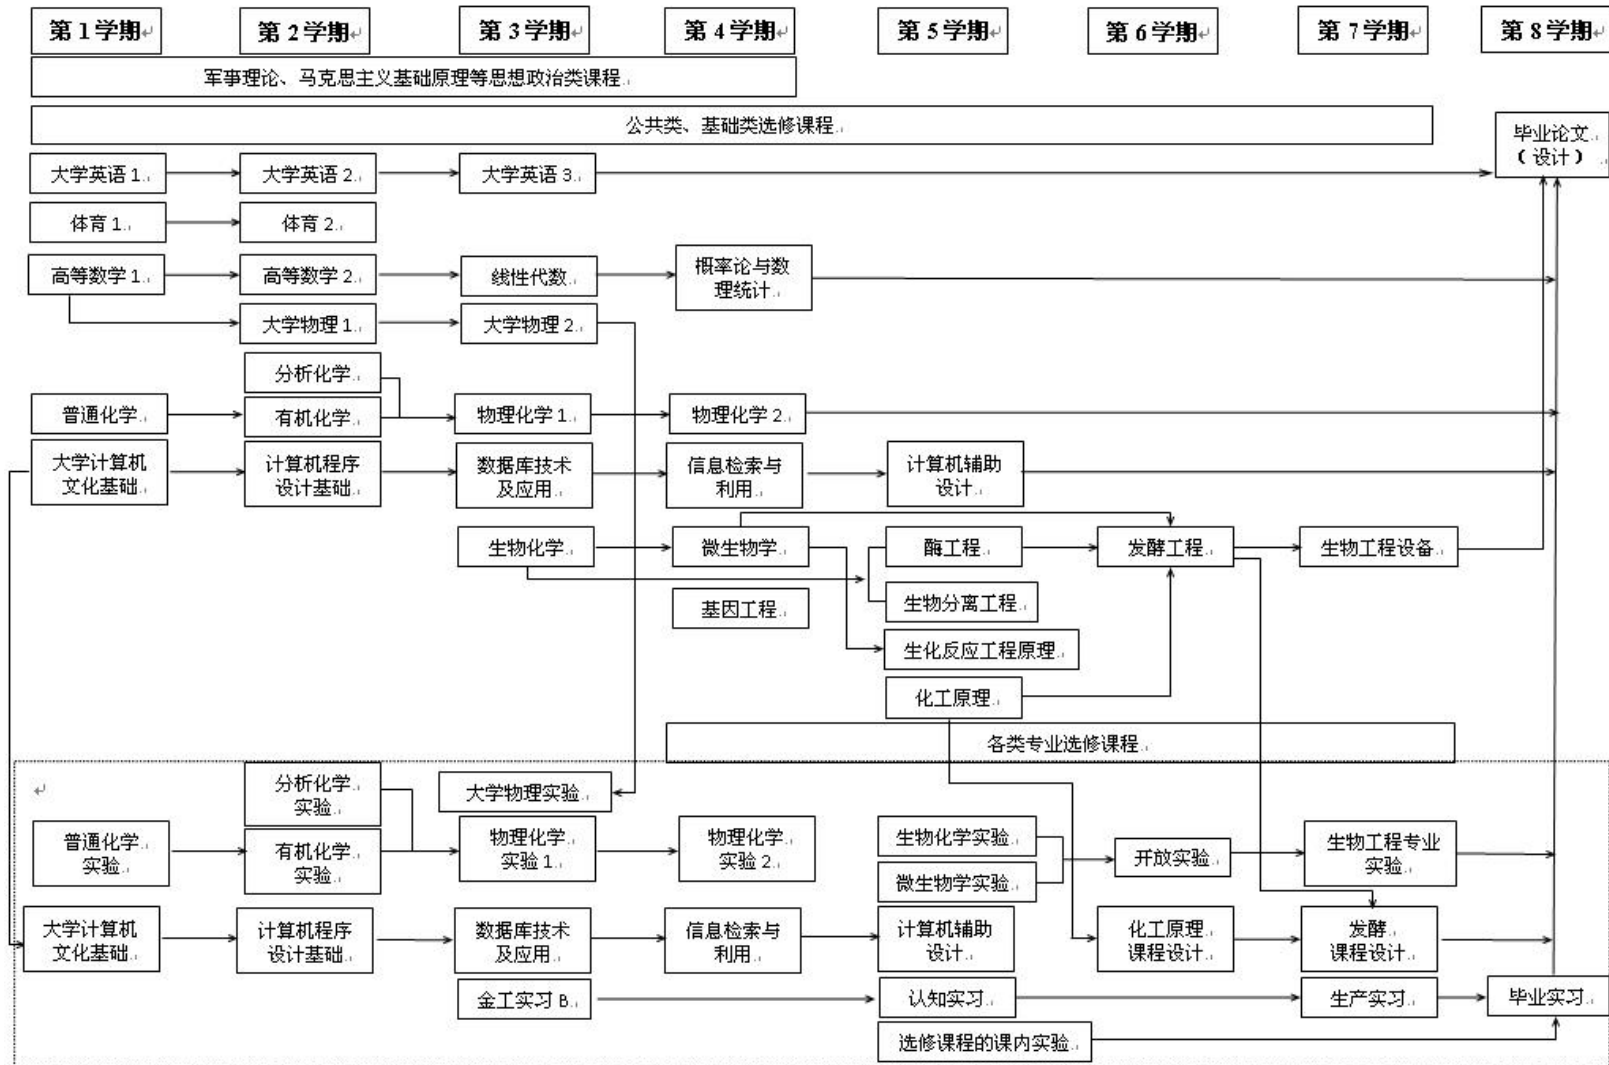 第 1 学期
第 2 学期
第 3 学期
第 4 学期
第 5 学期
第 6 学期
第 7 学期
第 8 学期
军事理论、马克思主义基础原理等思想政治类课程
公共类、基础类选修课程
毕业论文
（设计）
大学英语 1
大学英语 2
大学英语 3
体育 1
体育 2
高等数学 1
高等数学 2
线性代数
概率论与数
理统计
大学物理 1
大学物理 2
分析化学
普通化学
有机化学
物理化学 1
物理化学 2
大学计算机
文化基础
计算机程序
设计基础
数据库技术
及应用
信息检索与
利用
计算机辅助
设计
生物化学
微生物学
酶工程
发酵工程
生物工程设备
基因工程
生物分离工程
生化反应工程原理
化工原理
各类专业选修课程
分析化学
实验
大学物理实验
普通化学
实验
有机化学
实验
物理化学
实验 1
物理化学
实验 2
生物化学实验
微生物学实验
开放实验
生物工程专业
实验
大学计算机
文化基础
计算机程序
设计基础
数据库技术
及应用
信息检索与
利用
计算机辅助
设计
化工原理
课程设计
发酵
课程设计
金工实习 B
认知实习
生产实习
毕业实习
选修课程的课内实验